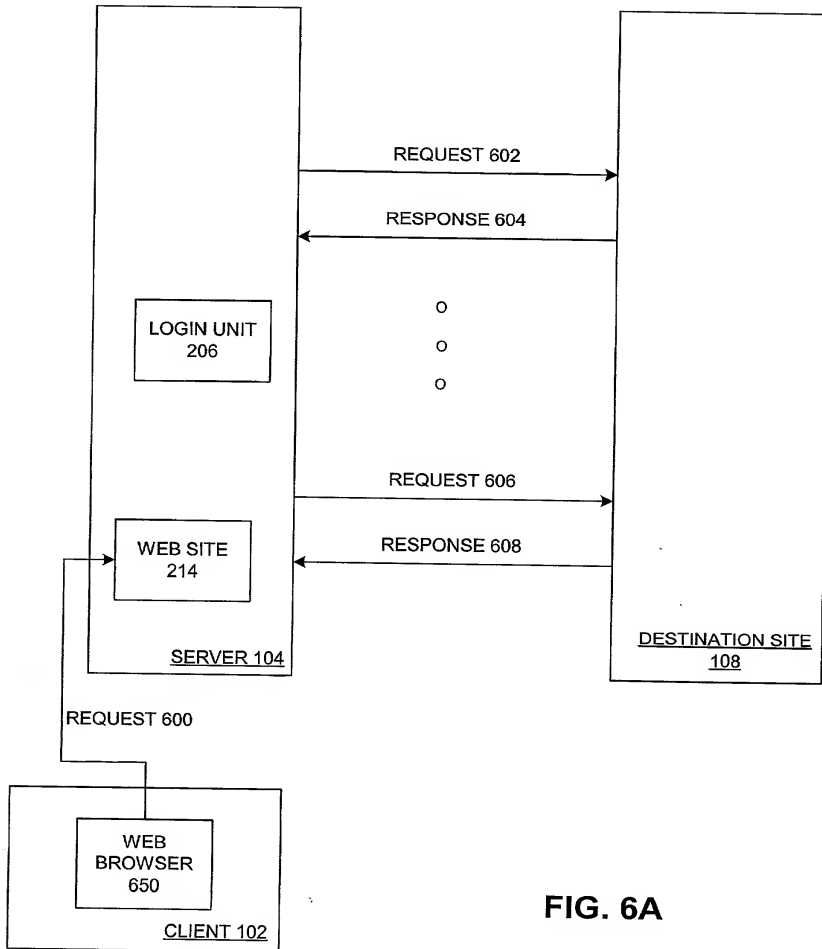 REQUEST 602
RESPONSE 604
LOGIN UNIT
206
o
o
o
REQUEST 606
RESPONSE 608
WEB SITE
214
SERVER 104
DESTINATION SITE
108
REQUEST 600
WEB
BROWSER
650
CLIENT 102
FIG. 6A